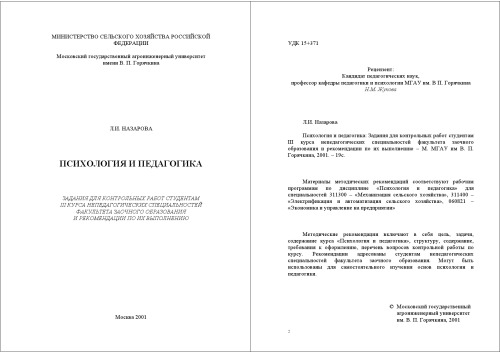 МИНИСТЕРСТВО СЕЛЬСКОГО ХОЗЯЙСТВА РОССИЙСКОЙ
ФЕДЕРАЦИИ
Московский государственный агроинженерный университет
имени В. П. Горячкина
Л.И. НАЗАРОВА
ПСИХОЛОГИЯ И ПЕДАГОГИКА
ЗАДАНИЯ ДЛЯ КОНТРОЛЬНЫХ РАБОТ СТУДЕНТАМ
III КУРСА НЕПЕДАГОГИЧЕСКИХ СПЕЦИАЛЬНОСТЕЙ
ФАКУЛЬТЕТА ЗАОЧНОГО ОБРАЗОВАНИЯ
И РЕКОМЕНДАЦИИ ПО ИХ ВЫПОЛНЕНИЮ
Москва 2001
УДК 15+371
Рецензент:
Кандидат педагогических наук,
профессор кафедры педагогики и психологии МГАУ им. В. П. Горячкина
Н.М. Жукова
Л.И. Назарова
Психология и педагогика: Задания для контрольных работ студентам
III курса непедагогических специальностей факультета заочного
образования и рекомендации по их выполнению – М. МГАУ им В. П.
Горячкина, 2001. – 19с.
Материалы методических рекомендаций соответствуют рабочим
программам по дисциплине «Психология и педагогика» для
специальностей 311300 – «Механизация сельского хозяйства», 311400 –
«Электрификация и автоматизация сельского хозяйства», 060821 –
«Экономика и управление на предприятии»
Методические рекомендации включают в себя цель, задачи,
содержание курса «Психология и педагогика», структуру, содержание,
требования к оформлению, перечень вопросов контрольной работы по
курсу. Рекомендации адресованы студентам непедагогических
специальностей факультета заочного образования. Могут быть
использованы для самостоятельного изучения основ психологии и
педагогики.
© Московский государственный
агроинженерный университет
им. В. П. Горячкина, 2001
2